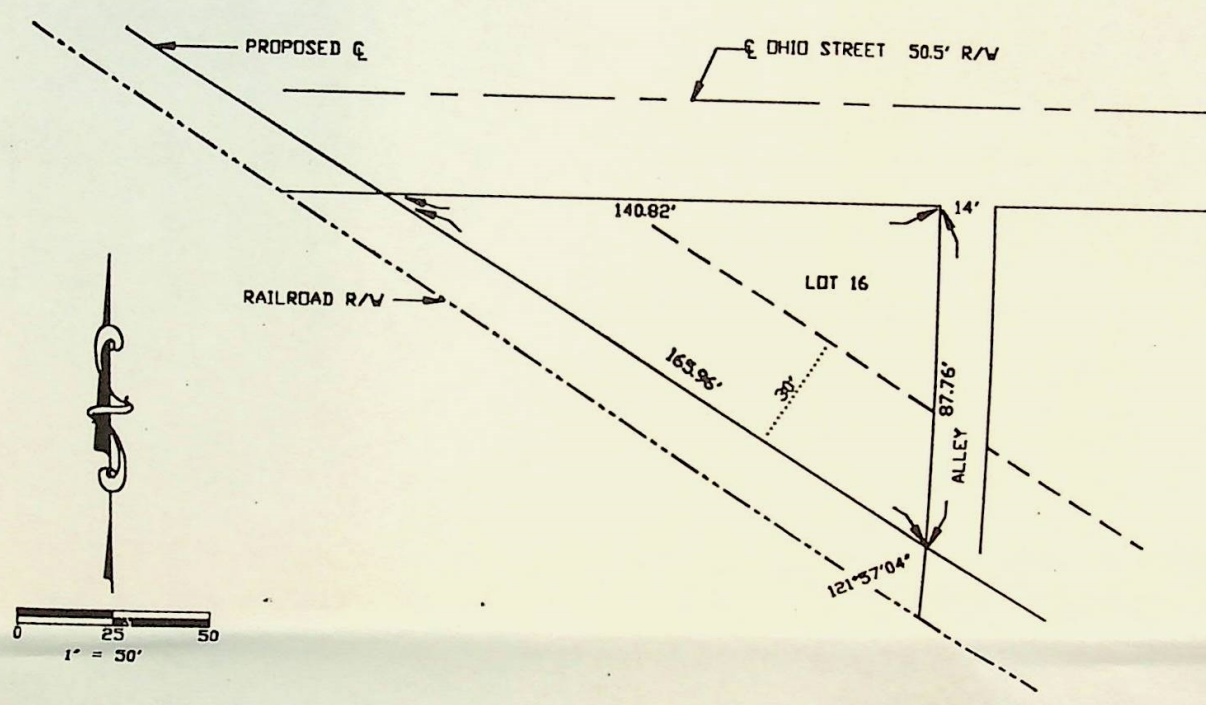 PROPOSED ℄
℄ OHIO STREET 50.5' R/W
140.82'
14'
LOT 16
RAILROAD R/W
165.96'
30'
87.76'
ALLEY
121°57'04"
0 25 50
1" = 50'